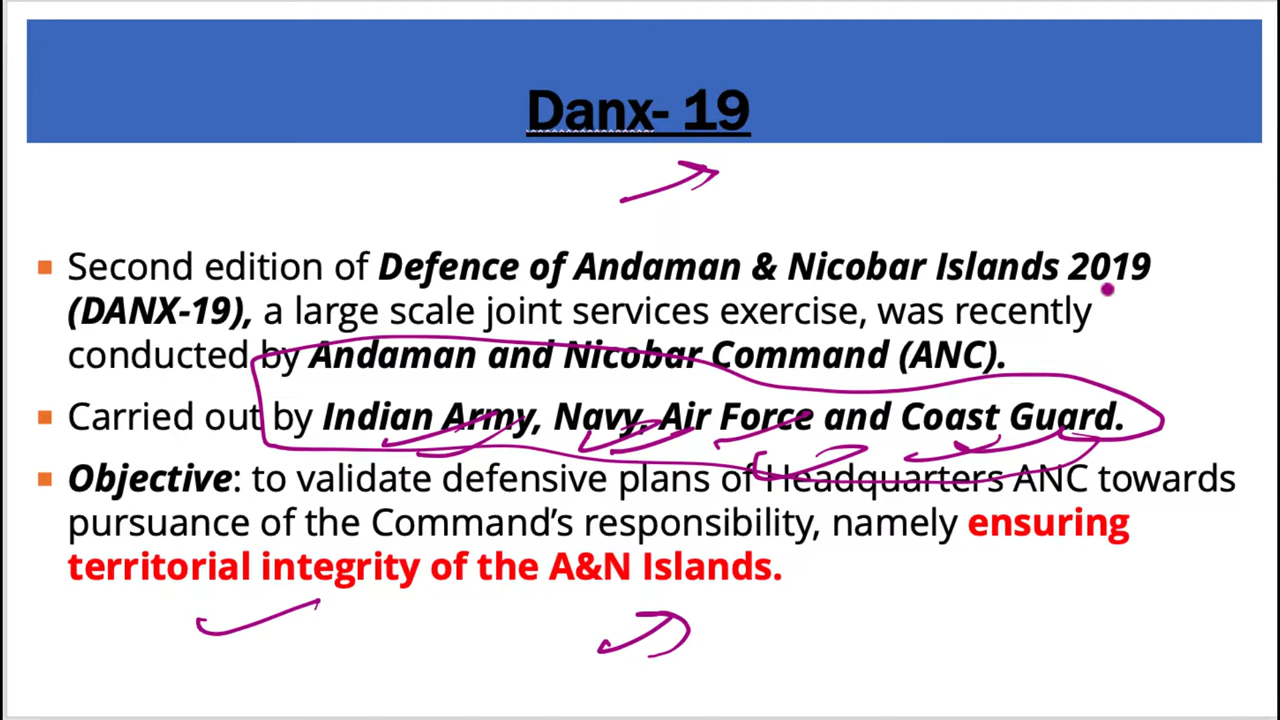 Danx- 19
Second edition of Defence of Andaman & Nicobar Islands 2019
(DANX-19), a large scale joint services exercise, was recently
conducted by Andaman and Nicobar Command (ANC).
Carried out by Indian Army, Navy, Air Force and Coast Guard.
Objective: to validate defensive plans of Headquarters ANC towards
pursuance of the Command’s responsibility, namely ensuring
territorial integrity of the A&N Islands.